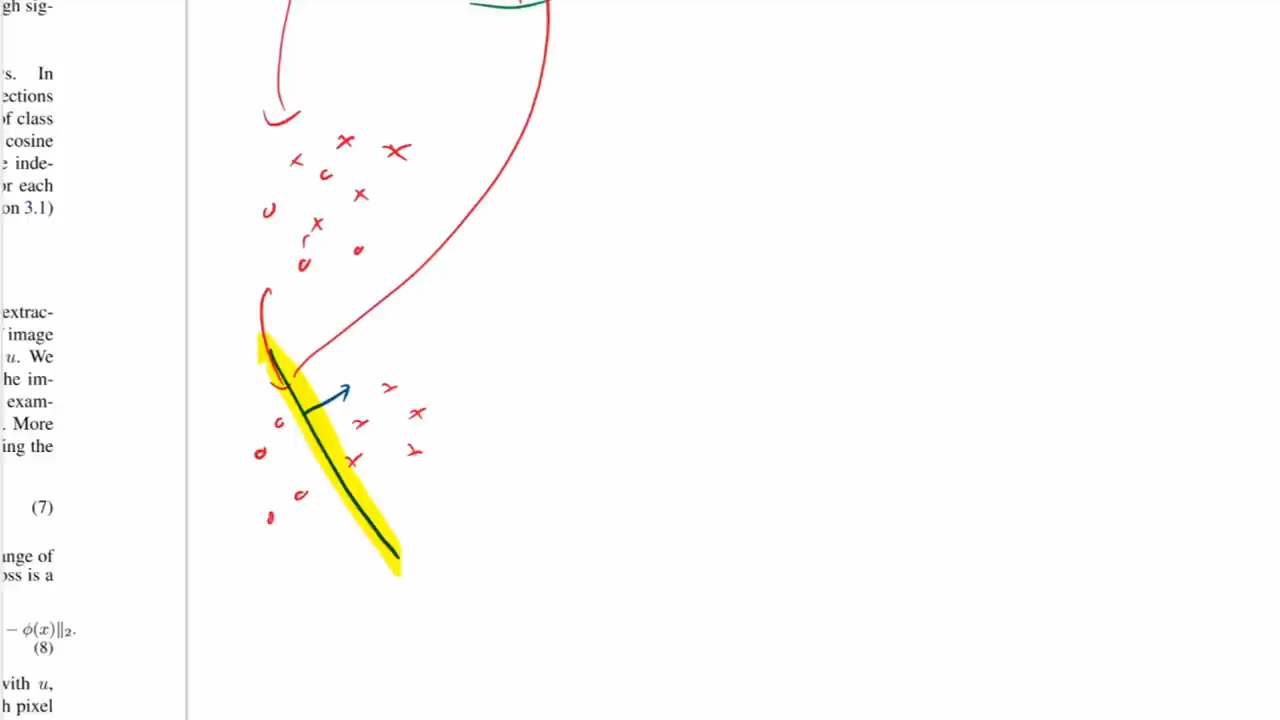 gh sig-
's. In
ections
of class
cosine
e inde-
or each
on 3.1)
extrac-
image
u. We
he im-
exam-
. More
ing the
(7)
ange of
oss is a
− ϕ(x)∥₂.
(8)
with u,
h pixel